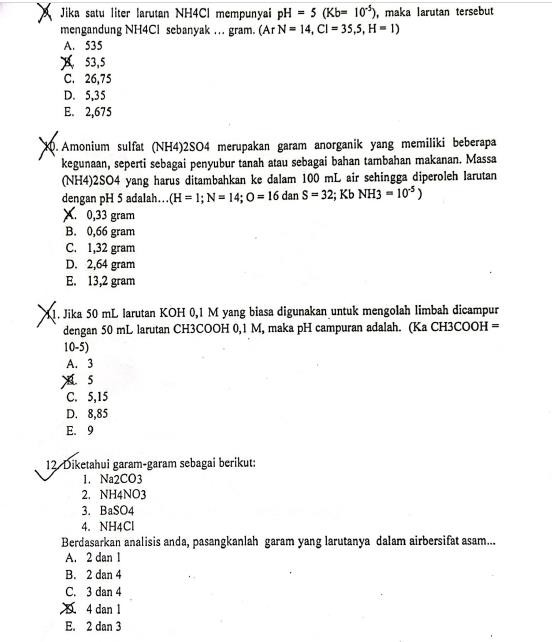 Jika satu liter larutan NH4Cl mempunyai pH = 5 (Kb= 10⁻⁵), maka larutan tersebut
mengandung NH4Cl sebanyak ... gram. (Ar N = 14, Cl = 35,5, H = 1)
A. 535
B. 53,5
C. 26,75
D. 5,35
E. 2,675
10. Amonium sulfat (NH4)2SO4 merupakan garam anorganik yang memiliki beberapa
kegunaan, seperti sebagai penyubur tanah atau sebagai bahan tambahan makanan. Massa
(NH4)2SO4 yang harus ditambahkan ke dalam 100 mL air sehingga diperoleh larutan
dengan pH 5 adalah…(H = 1; N = 14; O = 16 dan S = 32; Kb NH3 = 10⁻⁵ )
A. 0,33 gram
B. 0,66 gram
C. 1,32 gram
D. 2,64 gram
E. 13,2 gram
11. Jika 50 mL larutan KOH 0,1 M yang biasa digunakan untuk mengolah limbah dicampur
dengan 50 mL larutan CH3COOH 0,1 M, maka pH campuran adalah. (Ka CH3COOH =
10-5)
A. 3
B. 5
C. 5,15
D. 8,85
E. 9
12. Diketahui garam-garam sebagai berikut:
1. Na2CO3
2. NH4NO3
3. BaSO4
4. NH4Cl
Berdasarkan analisis anda, pasangkanlah garam yang larutanya dalam airbersifat asam...
A. 2 dan 1
B. 2 dan 4
C. 3 dan 4
D. 4 dan 1
E. 2 dan 3